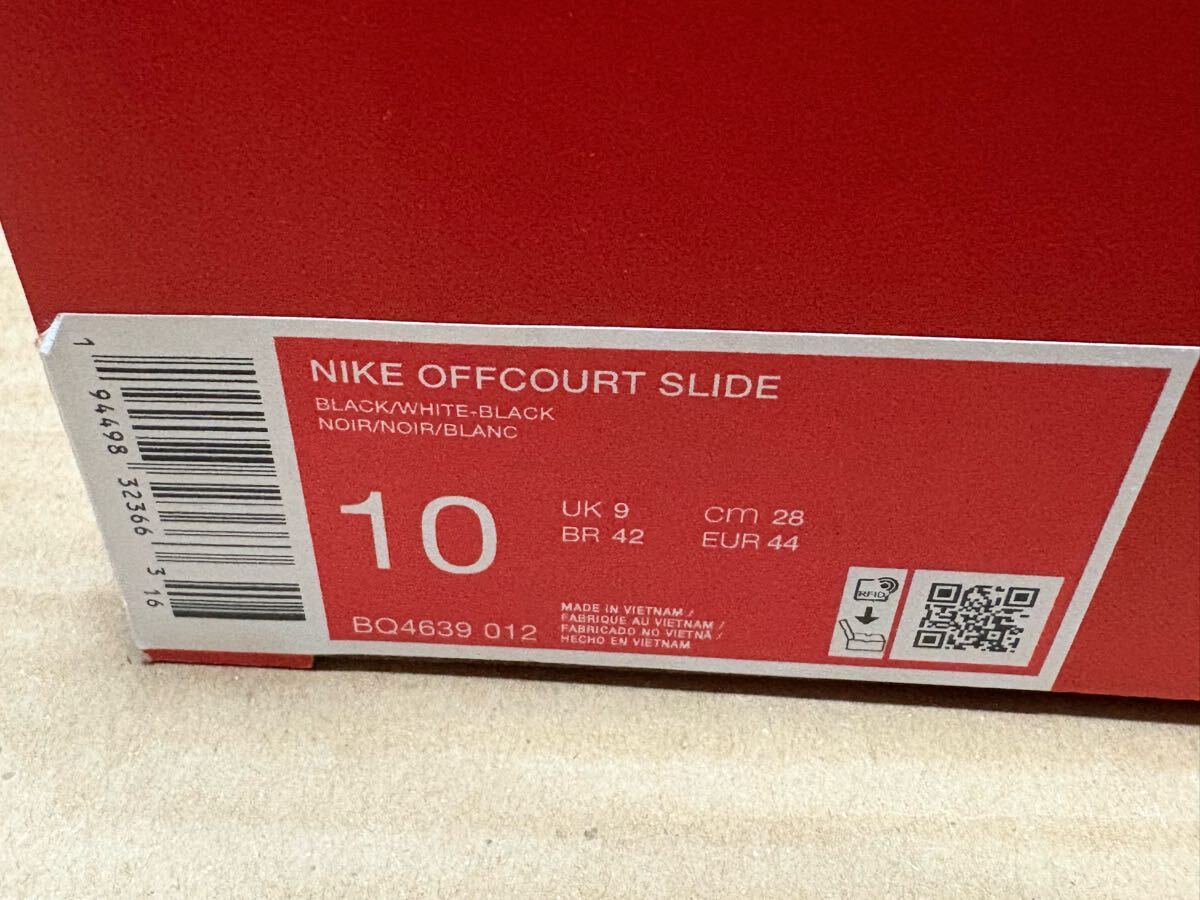 NIKE OFFCOURT SLIDE
BLACK/WHITE-BLACK
NOIR/NOIR/BLANC
10
UK 9
cm 28
BR 42
EUR 44
BQ4639 012
MADE IN VIETNAM /
FABRIQUE AU VIETNAM /
FABRICADO NO VIETNÃ /
HECHO EN VIETNAM
RFID
1 94498 32366 3 16